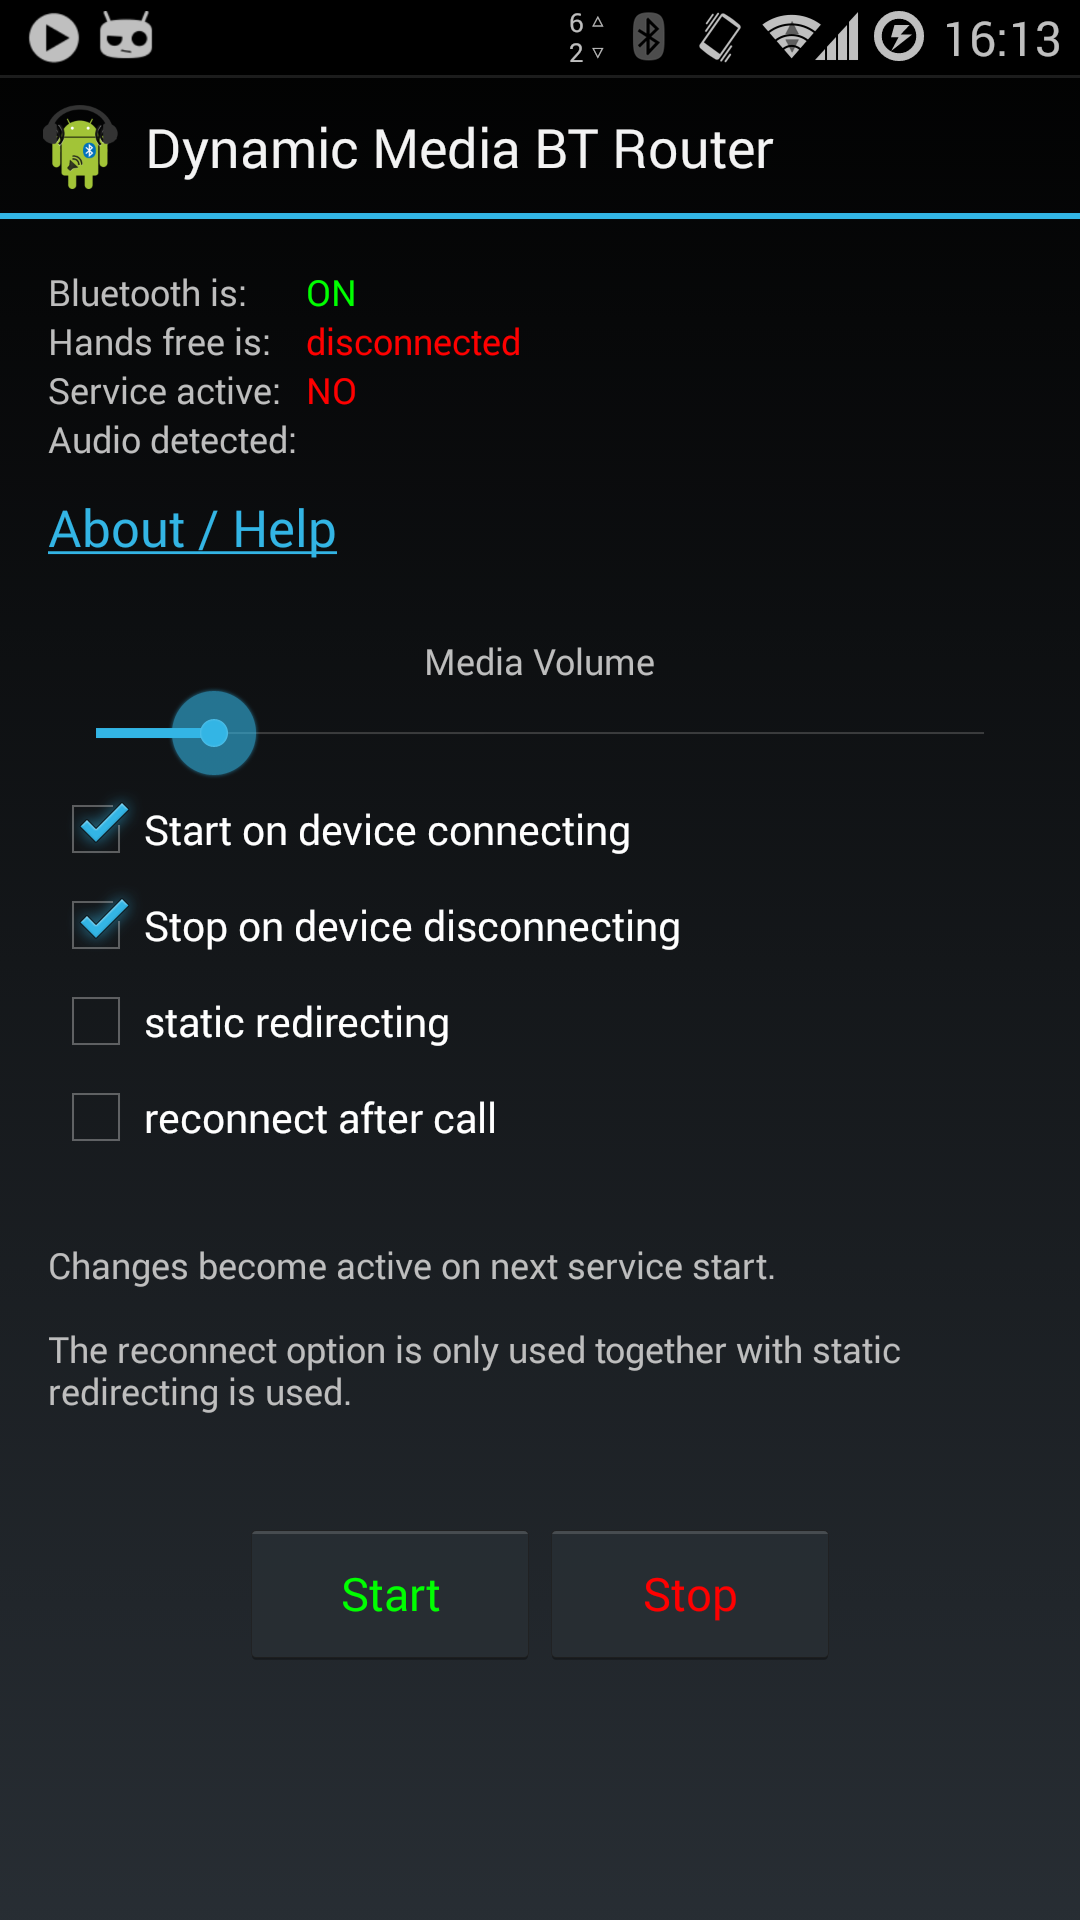 6
2
16:13
Dynamic Media BT Router
Bluetooth is: ON
Hands free is: disconnected
Service active: NO
Audio detected:
About / Help
Media Volume
Start on device connecting
Stop on device disconnecting
static redirecting
reconnect after call
Changes become active on next service start.
The reconnect option is only used together with static
redirecting is used.
Start Stop